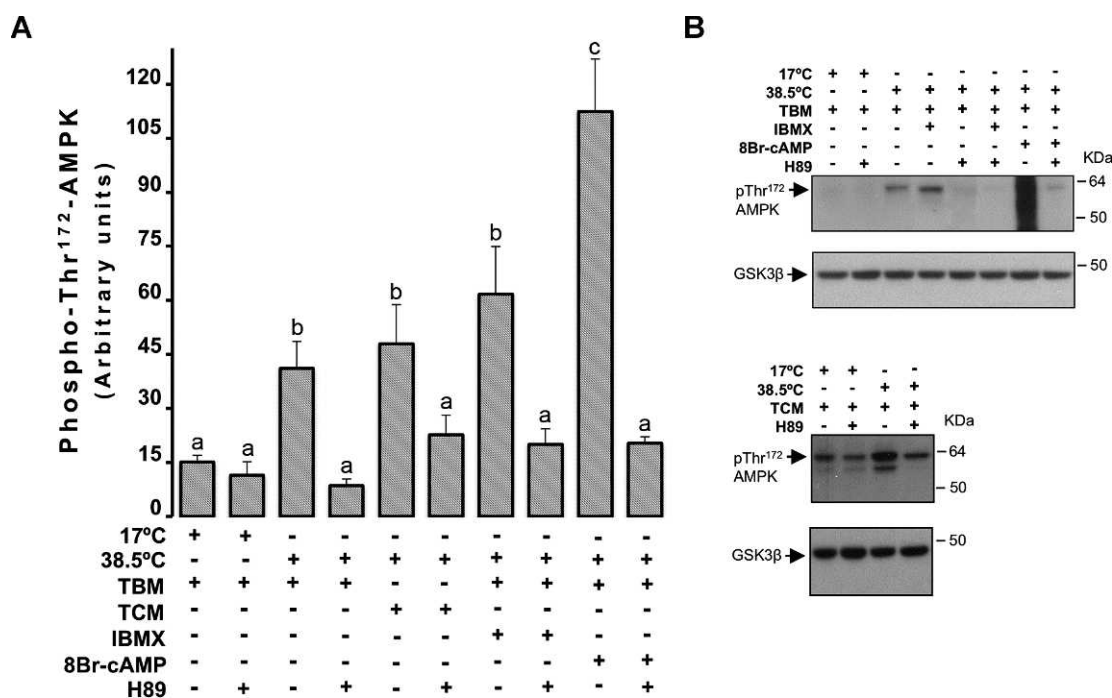 A
Phospho-Thr¹⁷²-AMPK
(Arbitrary units)
120
105
90
75
60
45
30
15
0
a a b a b a b a c a
17ºC + + - - - - - - - -
38.5ºC - - + + + + + + + +
TBM + + + + - - + + + +
TCM - - - - + + - - - -
IBMX - - - - - - + + - -
8Br-cAMP - - - - - - - - + +
H89 - + - + - + - + - +
B
17ºC + + - - - - - -
38.5ºC - - + + + + + +
TBM + + + + + + + +
IBMX - - - + - + - -
8Br-cAMP - - - - - - + +
H89 - + - - + + - +
KDa
pThr¹⁷²
AMPK
64
50
GSK3β
50
17ºC + + - -
38.5ºC - - + +
TCM + + + +
H89 - + - +
KDa
pThr¹⁷²
AMPK
64
50
GSK3β
50